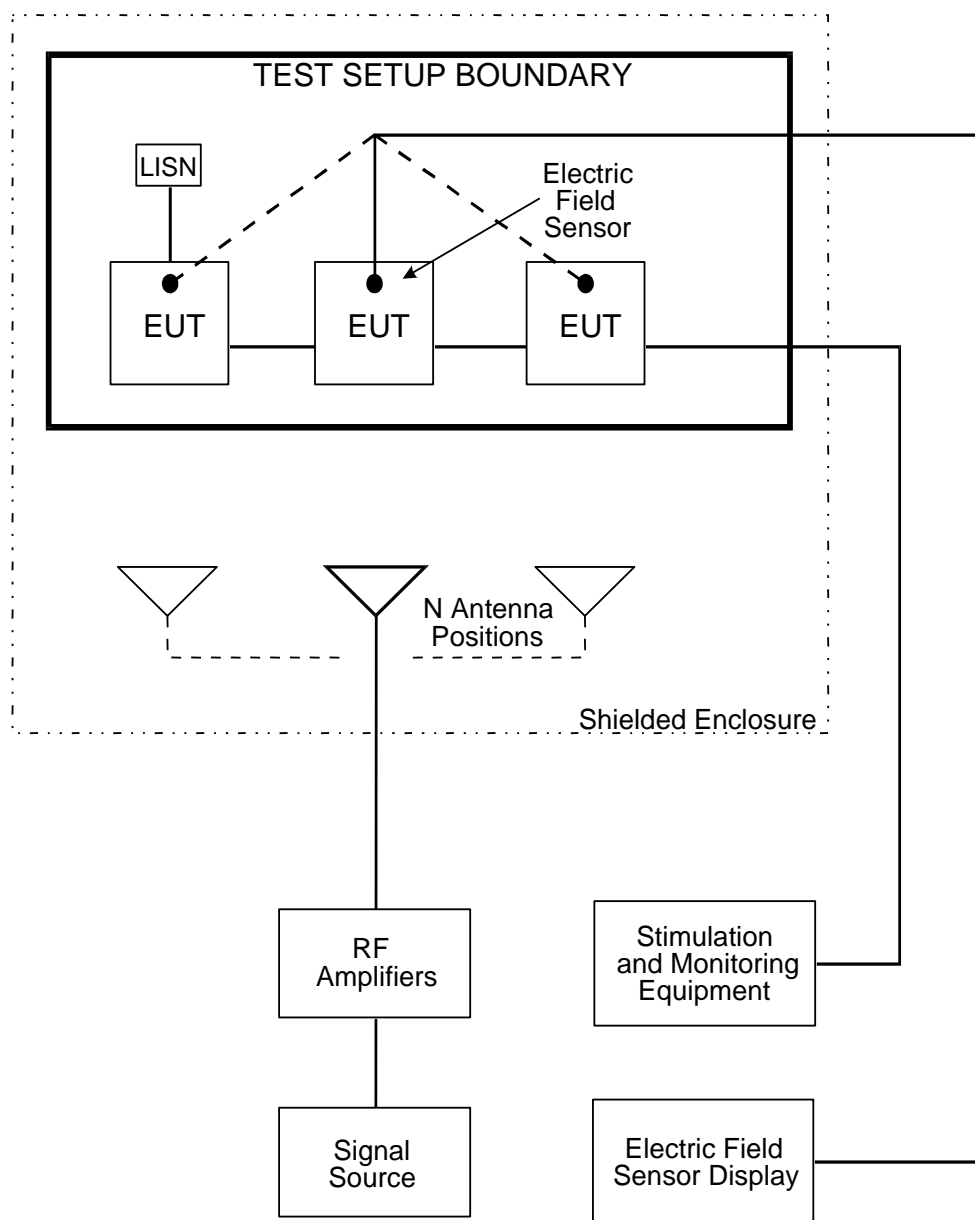 TEST SETUP BOUNDARY
LISN
Electric
Field
Sensor
EUT
EUT
EUT
N Antenna
Positions
Shielded Enclosure
RF
Amplifiers
Stimulation
and Monitoring
Equipment
Signal
Source
Electric Field
Sensor Display